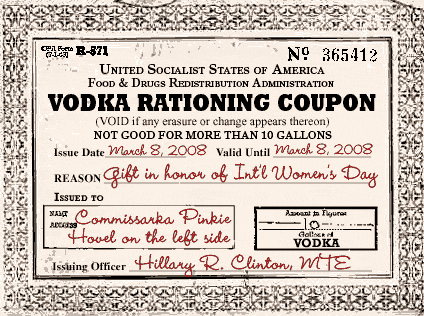 OPA Form R-571
(7-1-63)
Nº 365412
UNITED SOCIALIST STATES OF AMERICA
FOOD & DRUGS REDISTRIBUTION ADMINISTRATION
VODKA RATIONING COUPON
(VOID if any erasure or change appears thereon)
NOT GOOD FOR MORE THAN 10 GALLONS
Issue Date March 8, 2008 Valid Until March 8, 2008
REASON Gift in honor of Int'l Women's Day
ISSUED TO
NAME Commissarka Pinkie
ADDRESS Hovel on the left side
Amount in Figures
10
Gallons of
VODKA
Issuing Officer Hillary R. Clinton, MTE